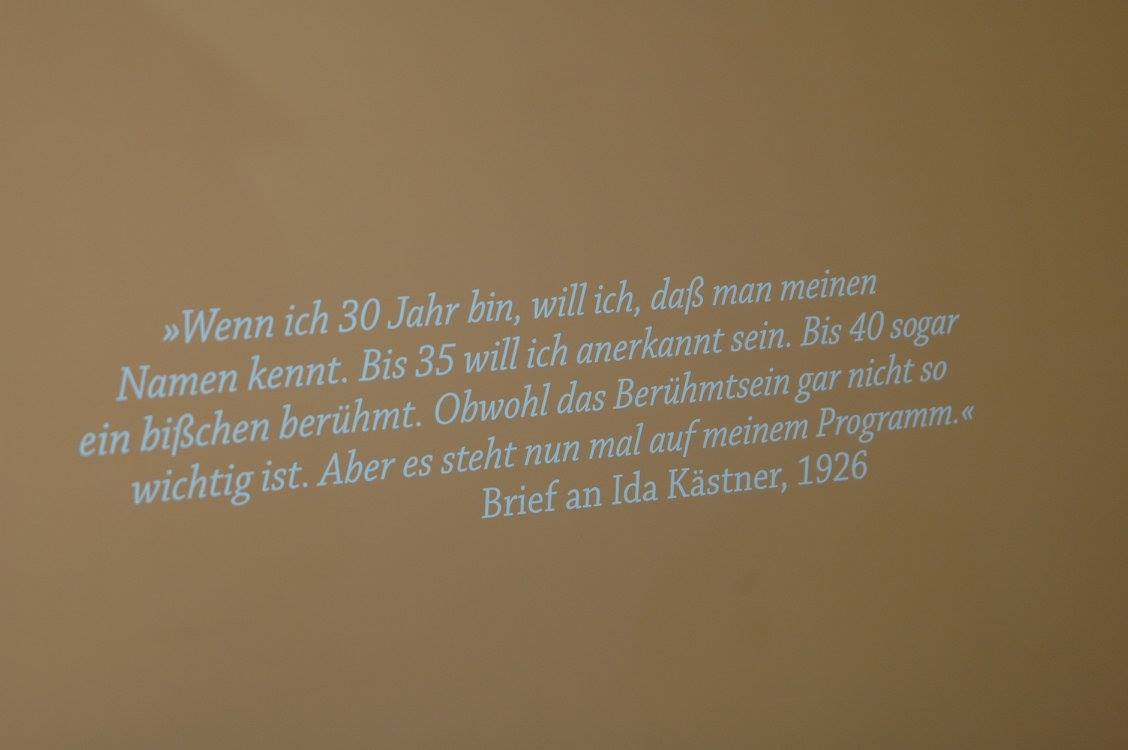 »Wenn ich 30 Jahr bin, will ich, daß man meinen
Namen kennt. Bis 35 will ich anerkannt sein. Bis 40 sogar
ein bißchen berühmt. Obwohl das Berühmtsein gar nicht so
wichtig ist. Aber es steht nun mal auf meinem Programm.«
Brief an Ida Kästner, 1926